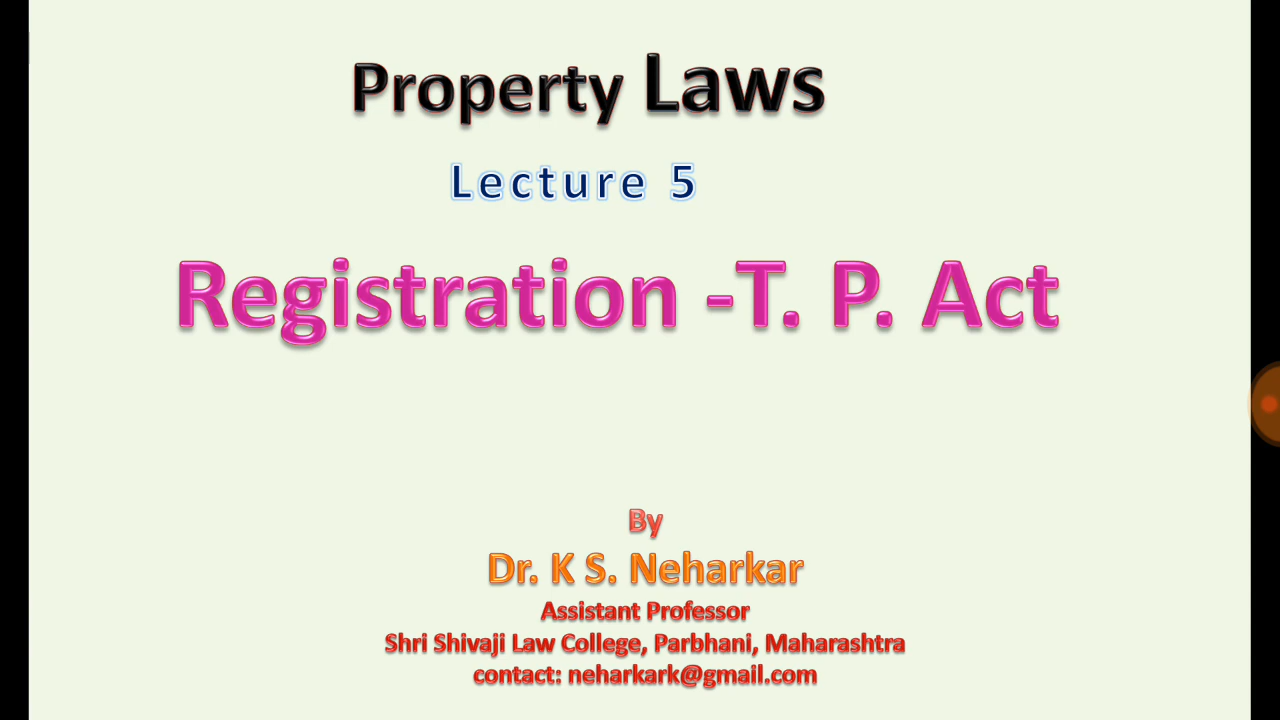 Property Laws
Lecture 5
Registration -T. P. Act
By
Dr. K S. Neharkar
Assistant Professor
Shri Shivaji Law College, Parbhani, Maharashtra
contact: neharkark@gmail.com